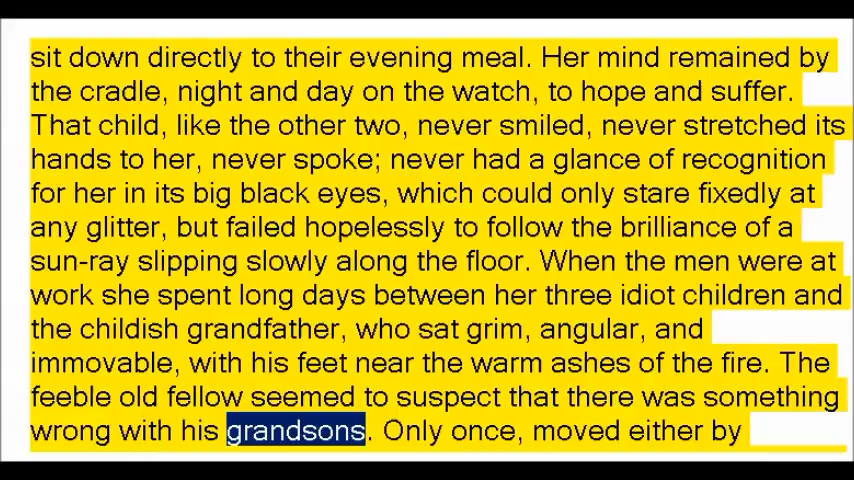 sit down directly to their evening meal. Her mind remained by
the cradle, night and day on the watch, to hope and suffer.
That child, like the other two, never smiled, never stretched its
hands to her, never spoke; never had a glance of recognition
for her in its big black eyes, which could only stare fixedly at
any glitter, but failed hopelessly to follow the brilliance of a
sun-ray slipping slowly along the floor. When the men were at
work she spent long days between her three idiot children and
the childish grandfather, who sat grim, angular, and
immovable, with his feet near the warm ashes of the fire. The
feeble old fellow seemed to suspect that there was something
wrong with his grandsons. Only once, moved either by